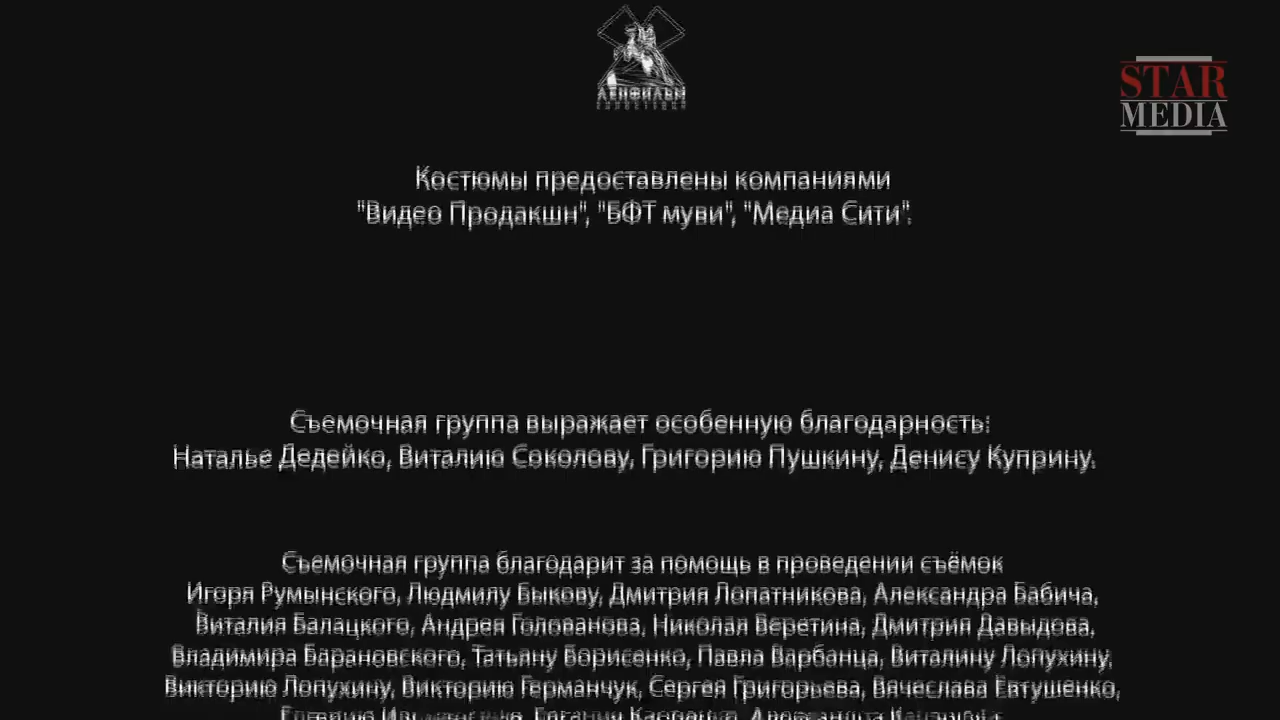 ЛЕНФИЛЬМ
КИНОСТУДИЯ
STAR
MEDIA
Костюмы предоставлены компаниями
"Видео Продакшн", "БФТ муви", "Медиа Сити".
Съемочная группа выражает особенную благодарность:
Наталье Дедейко, Виталию Соколову, Григорию Пушкину, Денису Куприну.
Съемочная группа благодарит за помощь в проведении съёмок
Игоря Румынского, Людмилу Быкову, Дмитрия Лопатникова, Александра Бабича,
Виталия Балацкого, Андрея Голованова, Николая Веретина, Дмитрия Давыдова,
Владимира Барановского, Татьяну Борисенко, Павла Варбанца, Виталину Лопухину,
Викторию Лопухину, Викторию Германчук, Сергея Григорьева, Вячеслава Евтушенко,